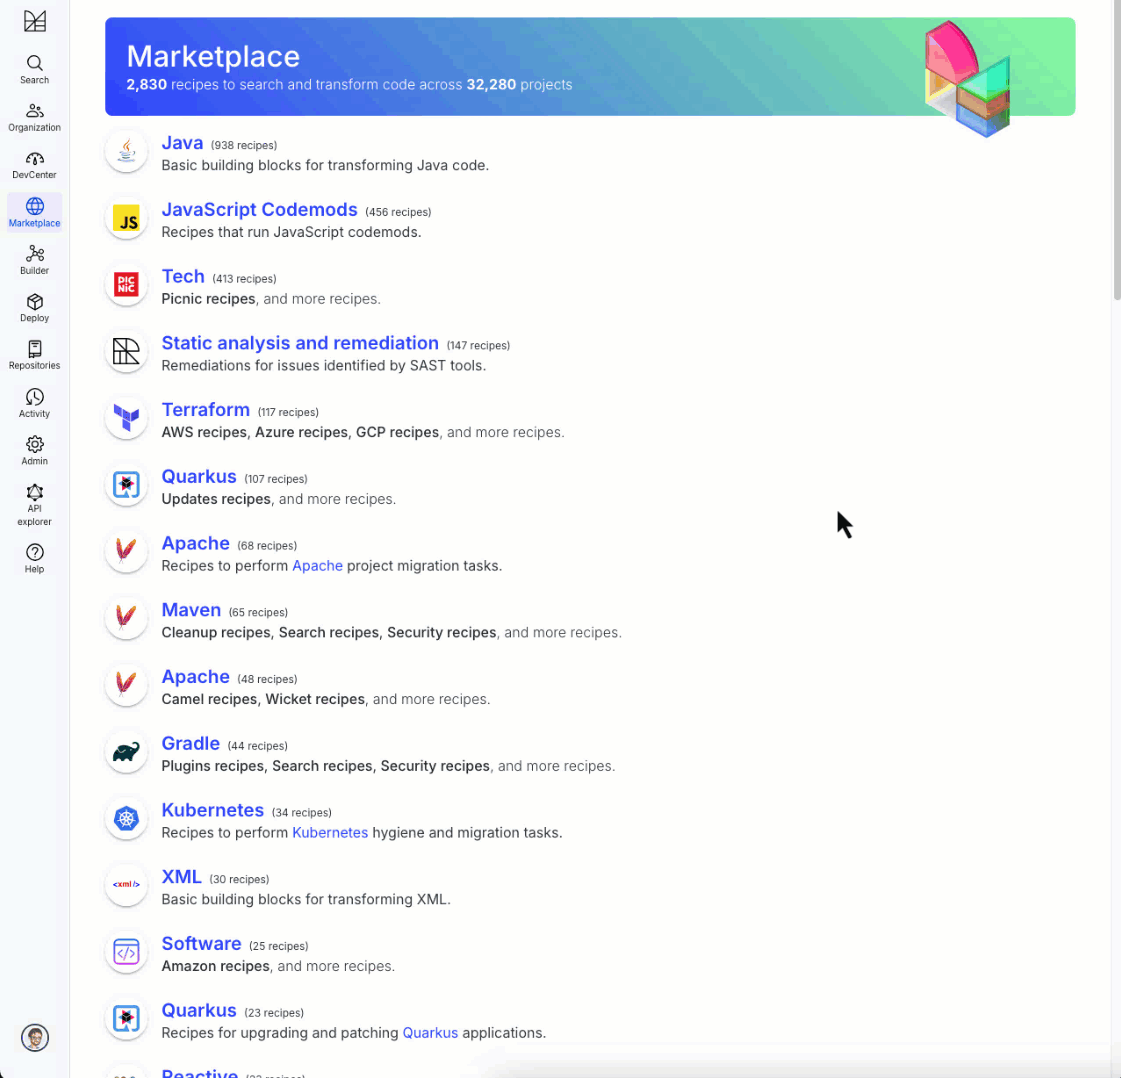 Search
Organization
DevCenter
Marketplace
Builder
Deploy
Repositories
Activity
Admin
API
explorer
Help
Marketplace
2,830 recipes to search and transform code across 32,280 projects
Java (938 recipes)
Basic building blocks for transforming Java code.
JS
JavaScript Codemods (456 recipes)
Recipes that run JavaScript codemods.
PIC
NIC
Tech (413 recipes)
Picnic recipes, and more recipes.
Static analysis and remediation (147 recipes)
Remediations for issues identified by SAST tools.
Terraform (117 recipes)
AWS recipes, Azure recipes, GCP recipes, and more recipes.
Quarkus (107 recipes)
Updates recipes, and more recipes.
Apache (68 recipes)
Recipes to perform Apache project migration tasks.
Maven (65 recipes)
Cleanup recipes, Search recipes, Security recipes, and more recipes.
Apache (48 recipes)
Camel recipes, Wicket recipes, and more recipes.
Gradle (44 recipes)
Plugins recipes, Search recipes, Security recipes, and more recipes.
Kubernetes (34 recipes)
Recipes to perform Kubernetes hygiene and migration tasks.
<xml/>
XML (30 recipes)
Basic building blocks for transforming XML.
</>
Software (25 recipes)
Amazon recipes, and more recipes.
Quarkus (23 recipes)
Recipes for upgrading and patching Quarkus applications.
Reactive